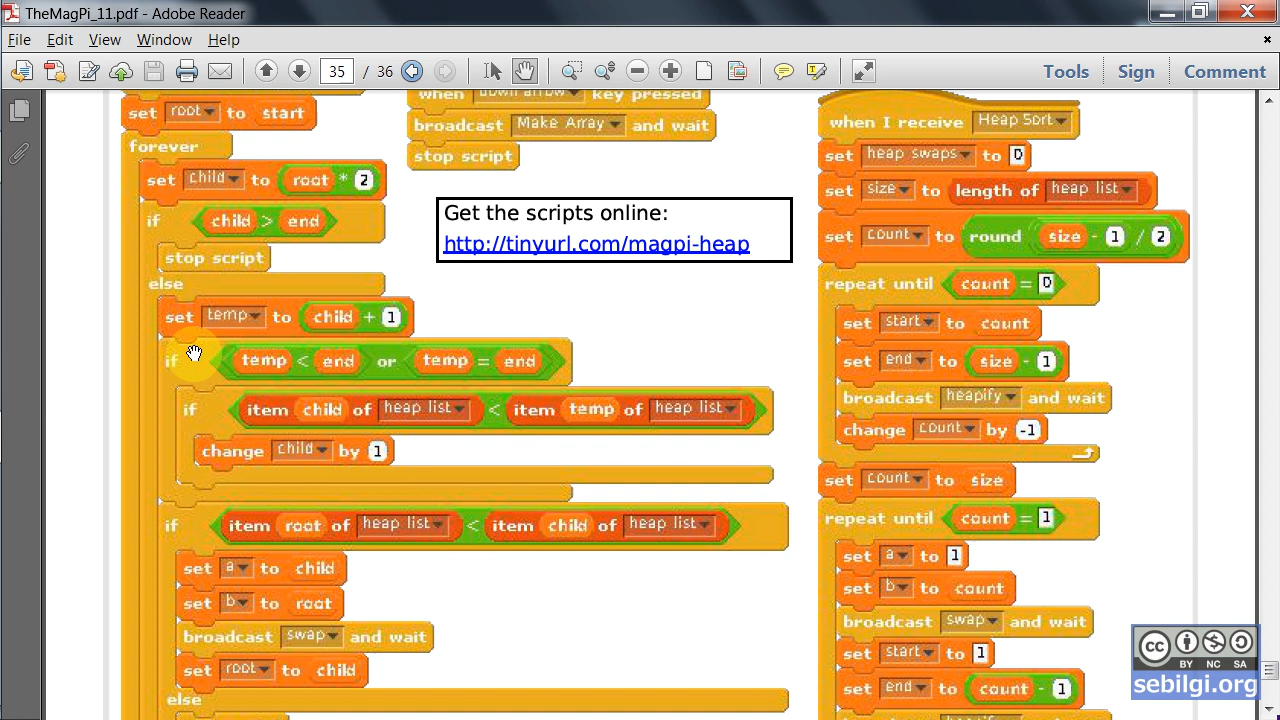 TheMagPi_11.pdf - Adobe Reader
File Edit View Window Help
35 / 36
Tools Sign Comment
set root to start
forever
set child to root * 2
if child > end
stop script
else
set temp to child + 1
if temp < end or temp = end
if item child of heap list < item temp of heap list
change child by 1
if item root of heap list < item child of heap list
set a to child
set b to root
broadcast swap and wait
set root to child
else
when down arrow key pressed
broadcast Make Array and wait
stop script
Get the scripts online:
http://tinyurl.com/magpi-heap
when I receive Heap Sort
set heap swaps to 0
set size to length of heap list
set count to round size - 1 / 2
repeat until count = 0
set start to count
set end to size - 1
broadcast heapify and wait
change count by -1
set count to size
repeat until count = 1
set a to 1
set b to count
broadcast swap and wait
set start to 1
set end to count - 1
cc BY NC SA
sebilgi.org